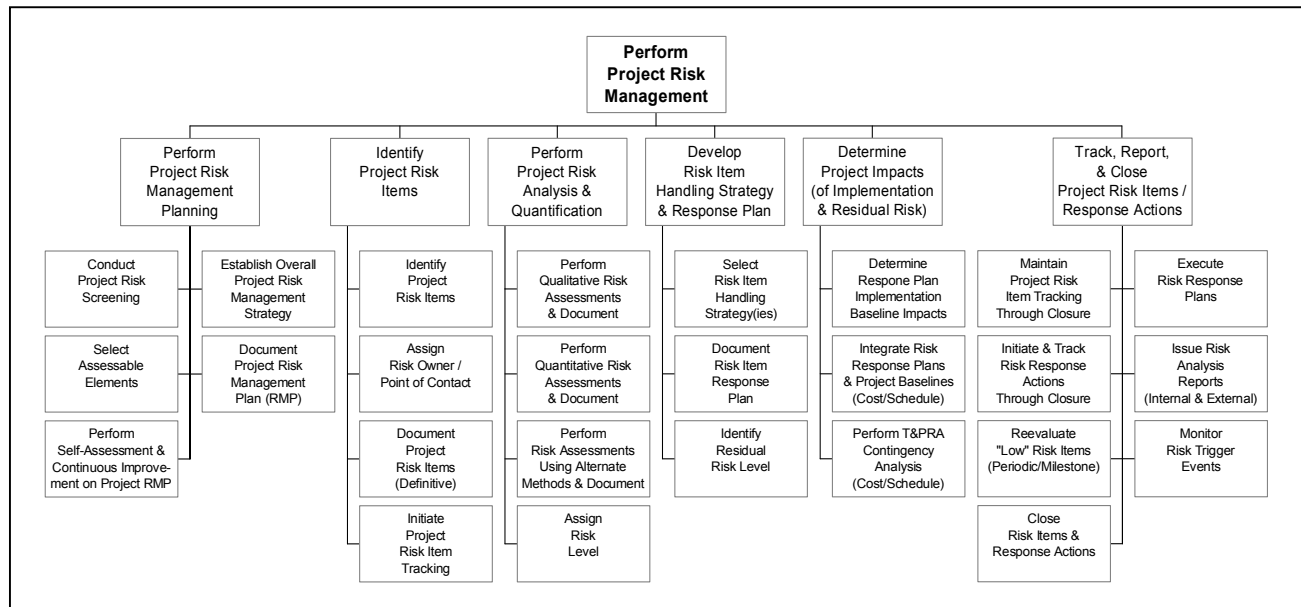 Perform
Project Risk
Management
Perform
Project Risk
Management
Planning
Identify
Project Risk
Items
Perform
Project Risk
Analysis &
Quantification
Develop
Risk Item
Handling Strategy
& Response Plan
Determine
Project Impacts
(of Implementation
& Residual Risk)
Track, Report,
& Close
Project Risk Items /
Response Actions
Conduct
Project Risk
Screening
Select
Assessable
Elements
Perform
Self-Assessment &
Continuous Improve-
ment on Project RMP
Establish Overall
Project Risk
Management
Strategy
Document
Project Risk
Management
Plan (RMP)
Identify
Project
Risk Items
Assign
Risk Owner /
Point of Contact
Document
Project
Risk Items
(Definitive)
Initiate
Project
Risk Item
Tracking
Perform
Qualitative Risk
Assessments
& Document
Perform
Quantitative Risk
Assessments
& Document
Perform
Risk Assessments
Using Alternate
Methods & Document
Assign
Risk
Level
Select
Risk Item
Handling
Strategy(ies)
Document
Risk Item
Response
Plan
Identify
Residual
Risk Level
Determine
Respone Plan
Implementation
Baseline Impacts
Integrate Risk
Response Plans
& Project Baselines
(Cost/Schedule)
Perform T&PRA
Contingency
Analysis
(Cost/Schedule)
Maintain
Project Risk
Item Tracking
Through Closure
Initiate & Track
Risk Response
Actions
Through Closure
Reevaluate
"Low" Risk Items
(Periodic/Milestone)
Close
Risk Items &
Response Actions
Execute
Risk Response
Plans
Issue Risk
Analysis
Reports
(Internal & External)
Monitor
Risk Trigger
Events